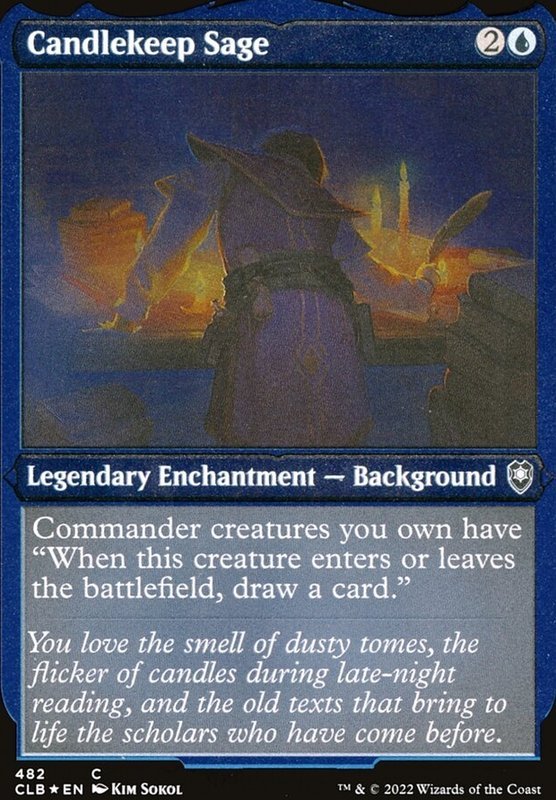 Candlekeep Sage 2
Legendary Enchantment — Background
Commander creatures you own have
“When this creature enters or leaves
the battlefield, draw a card.”
You love the smell of dusty tomes, the
flicker of candles during late-night
reading, and the old texts that bring to
life the scholars who have come before.
482 C
CLB ★ EN Kim Sokol ™ & © 2022 Wizards of the Coast